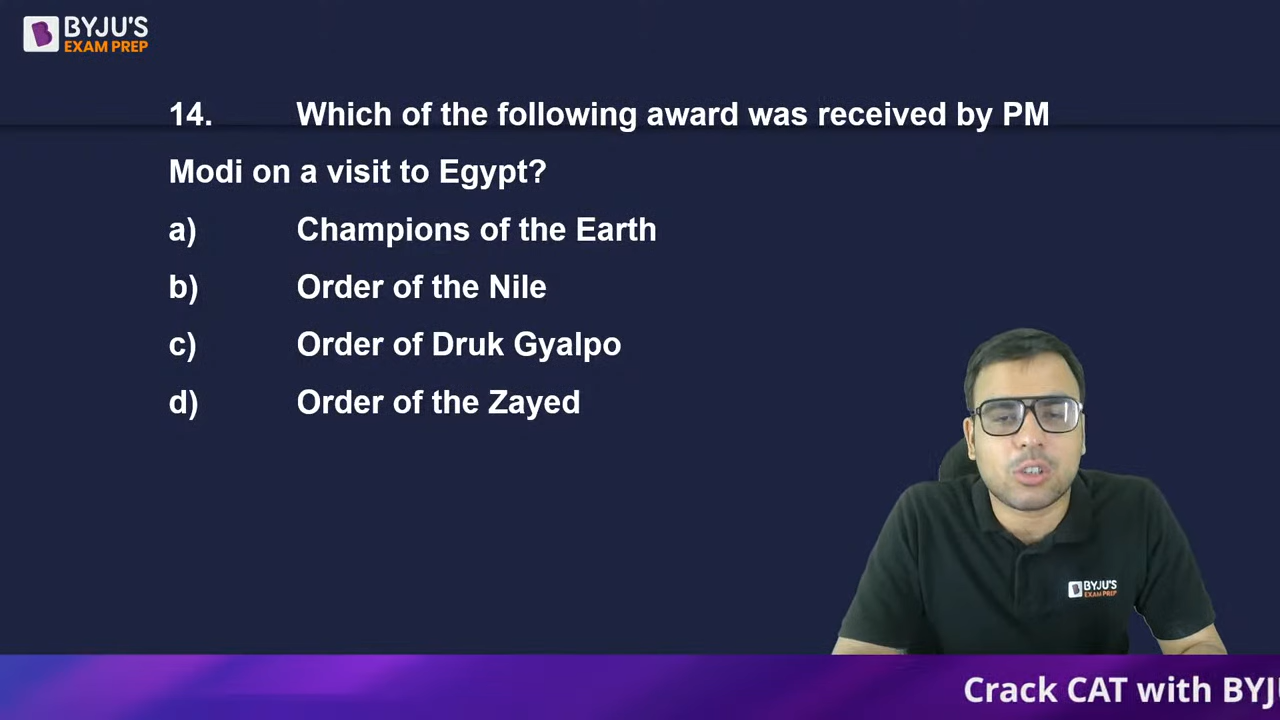 BYJU'S
EXAM PREP
14. Which of the following award was received by PM
Modi on a visit to Egypt?
a) Champions of the Earth
b) Order of the Nile
c) Order of Druk Gyalpo
d) Order of the Zayed
BYJU'S
EXAM PREP
Crack CAT with BYJU